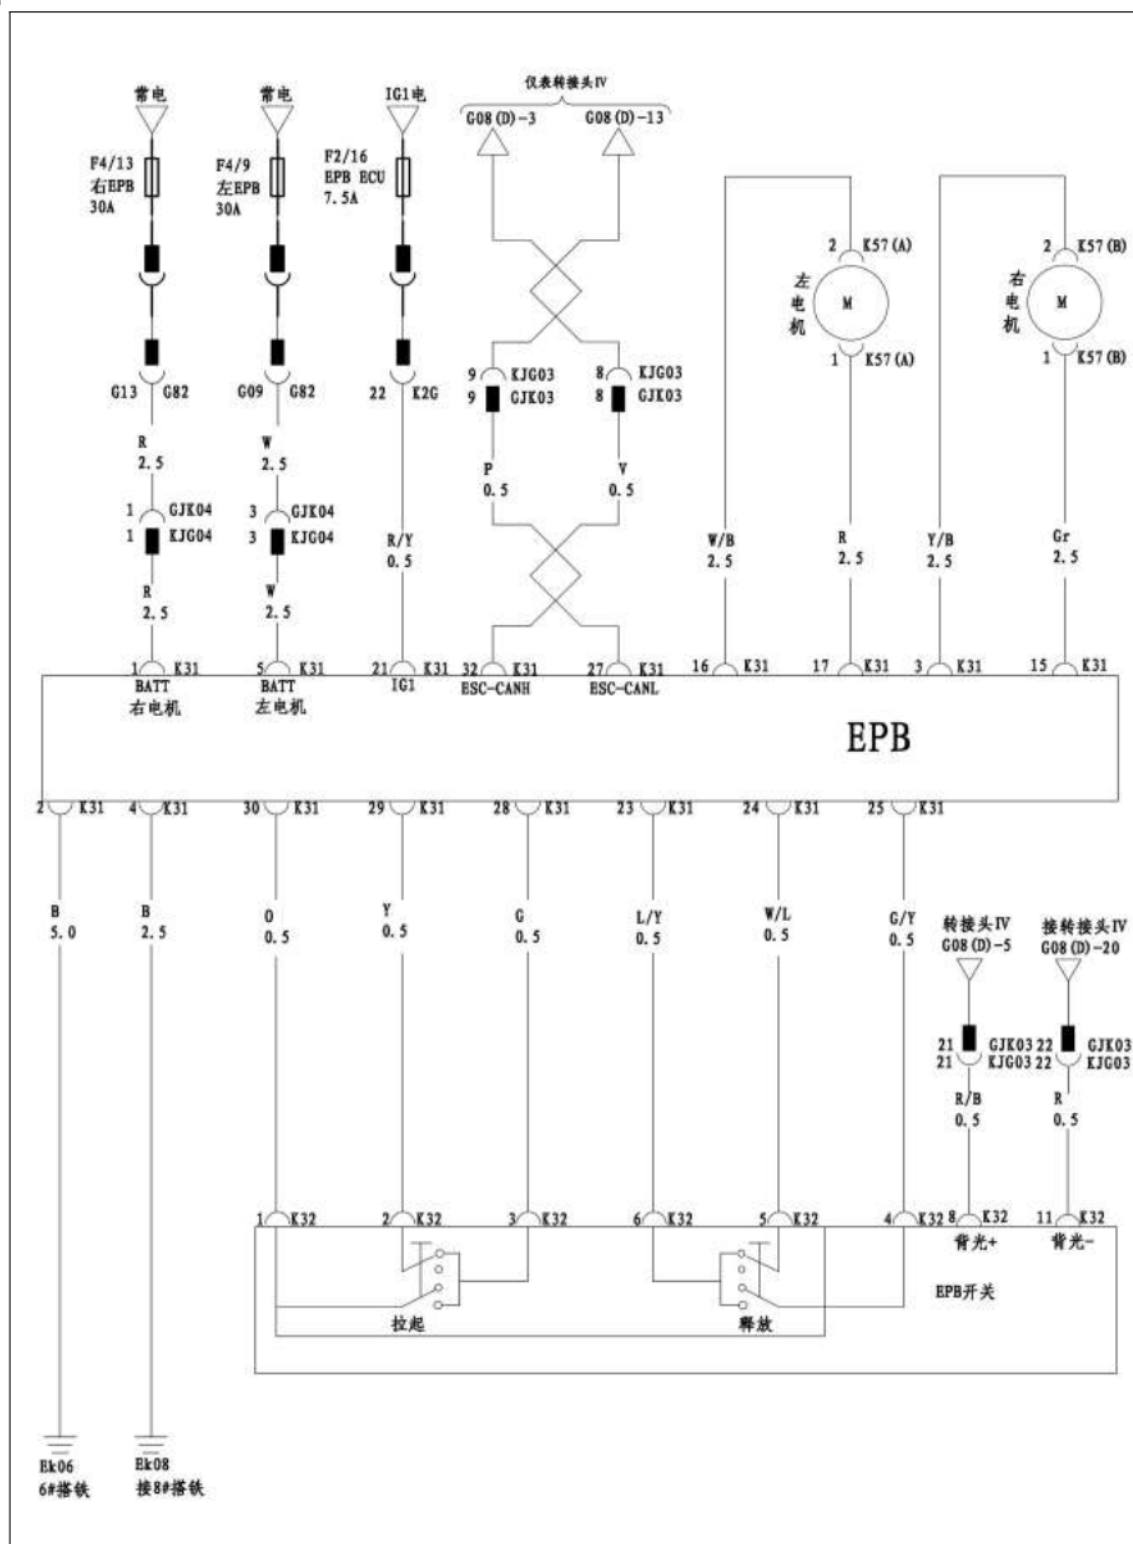 仪表转接头IV
常电
常电
IG1电
G08(D)-3
G08(D)-13
F4/13
右EPB
30A
F4/9
左EPB
30A
F2/16
EPB ECU
7.5A
2
K57(A)
左电机
M
1
K57(A)
2
K57(B)
右电机
M
1
K57(B)
G13
G82
G09
G82
22
K2G
9
KJG03
9
GJK03
8
KJG03
8
GJK03
R
2.5
W
2.5
P
0.5
V
0.5
1
GJK04
1
KJG04
3
GJK04
3
KJG04
R/Y
0.5
W/B
2.5
R
2.5
Y/B
2.5
Gr
2.5
R
2.5
W
2.5
1
K31
5
K31
21
K31
32
K31
27
K31
16
K31
17
K31
3
K31
15
K31
BATT
右电机
BATT
左电机
IG1
ESC-CANH
ESC-CANL
EPB
2
K31
4
K31
30
K31
29
K31
28
K31
23
K31
24
K31
25
K31
B
5.0
B
2.5
O
0.5
Y
0.5
G
0.5
L/Y
0.5
W/L
0.5
G/Y
0.5
转接头IV
G08(D)-5
接转接头IV
G08(D)-20
21
GJK03
21
KJG03
22
GJK03
22
KJG03
R/B
0.5
R
0.5
1
K32
2
K32
3
K32
6
K32
5
K32
4
K32
8
K32
11
K32
背光+
背光-
EPB开关
拉起
释放
Ek06
6#搭铁
Ek08
接8#搭铁